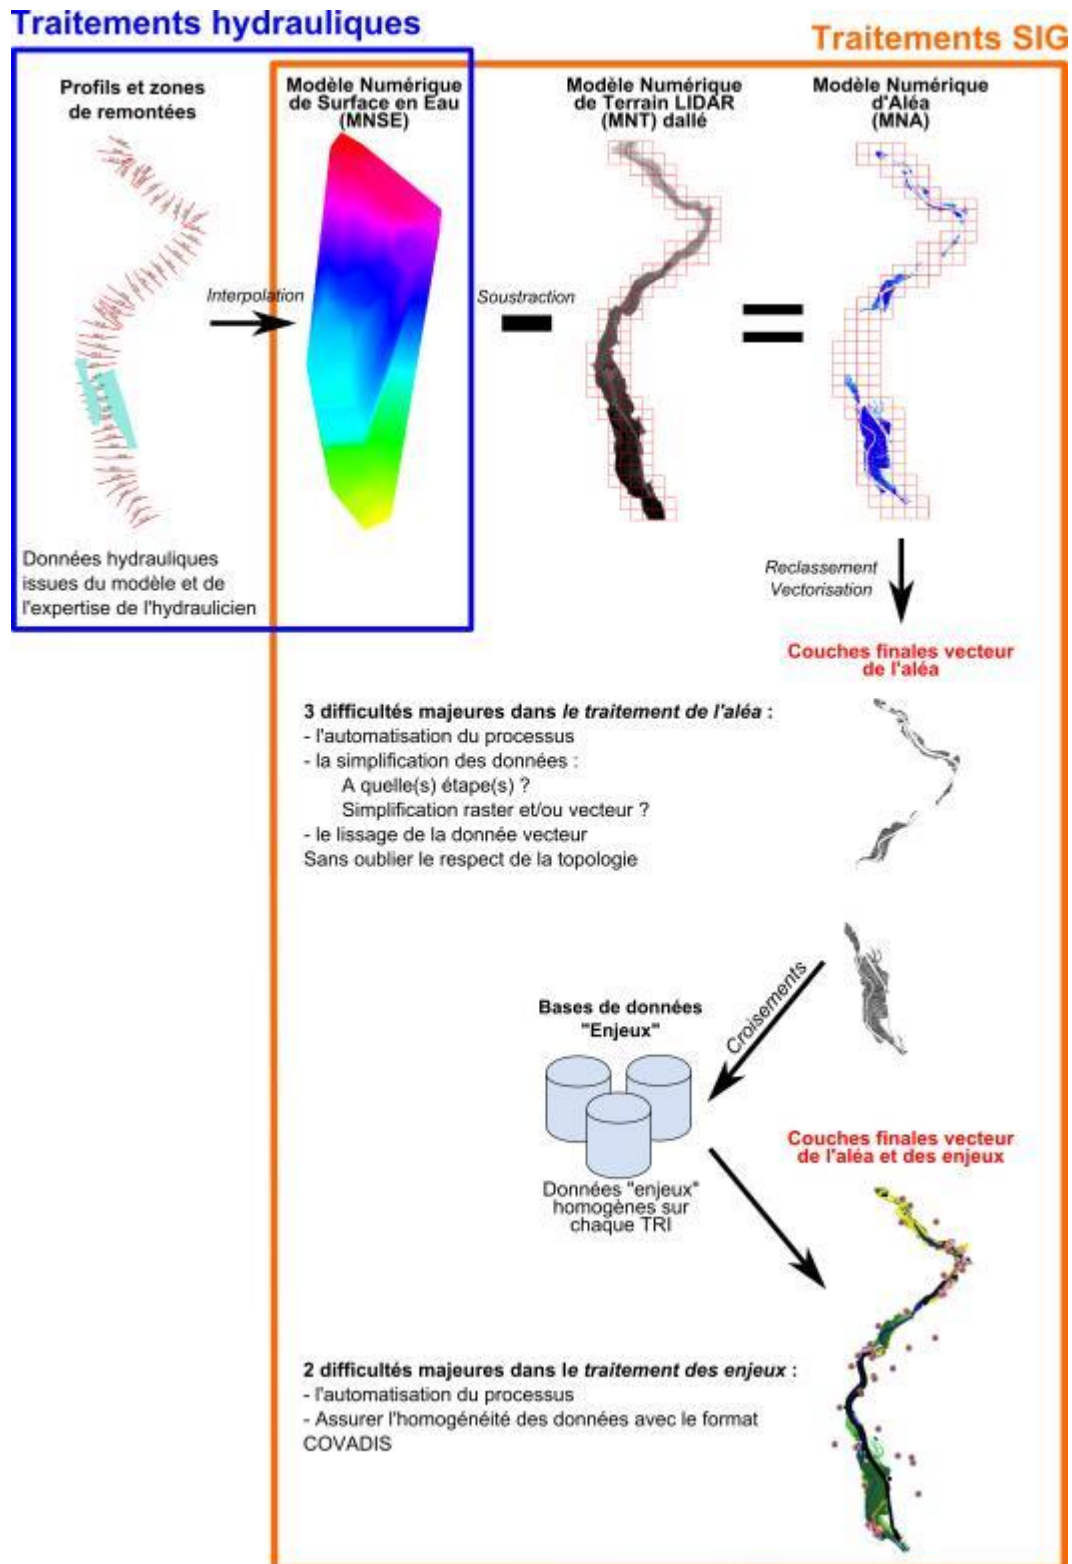 Traitements hydrauliques
Traitements SIG
Profils et zones
de remontées
Modèle Numérique
de Surface en Eau
(MNSE)
Modèle Numérique
de Terrain LIDAR
(MNT) dallé
Modèle Numérique
d'Aléa
(MNA)
Interpolation
Soustraction
Données hydrauliques
issues du modèle et de
l'expertise de l'hydraulicien
Reclassement
Vectorisation
Couches finales vecteur
de l'aléa
3 difficultés majeures dans le traitement de l'aléa :
- l'automatisation du processus
- la simplification des données :
A quelle(s) étape(s) ?
Simplification raster et/ou vecteur ?
- le lissage de la donnée vecteur
Sans oublier le respect de la topologie
Croisements
Bases de données
"Enjeux"
Données "enjeux"
homogènes sur
chaque TRI
Couches finales vecteur
de l'aléa et des enjeux
2 difficultés majeures dans le traitement des enjeux :
- l'automatisation du processus
- Assurer l'homogénéité des données avec le format
COVADIS